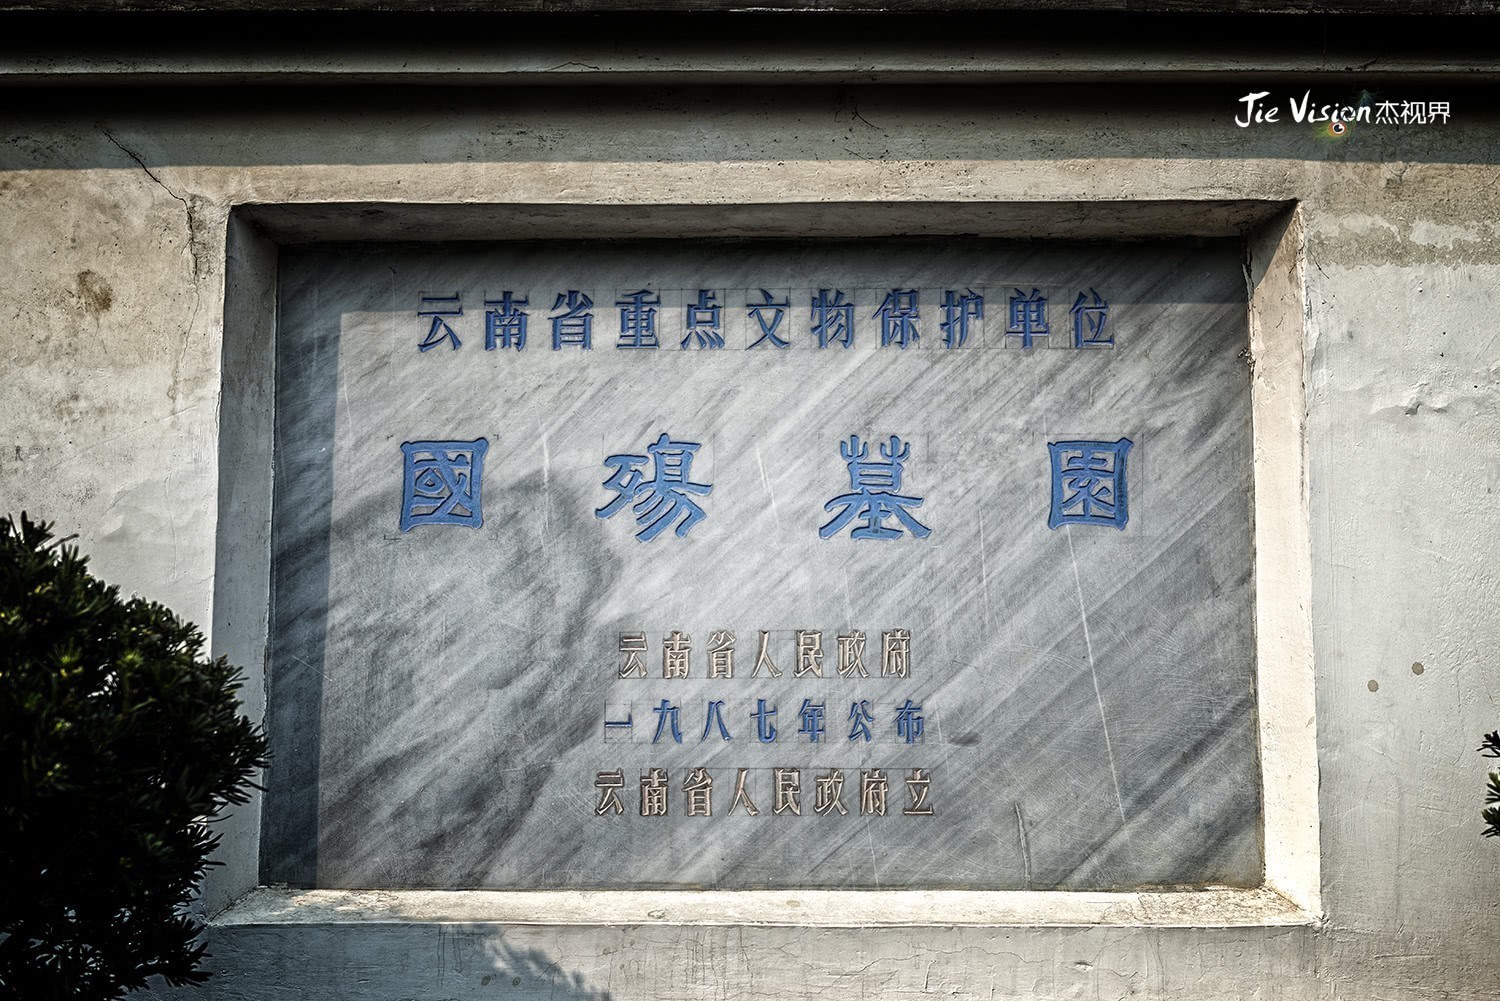 Jie Vision杰视界
云南省重点文物保护单位
國殤墓園
云南省人民政府
一九八七年公布
云南省人民政府立